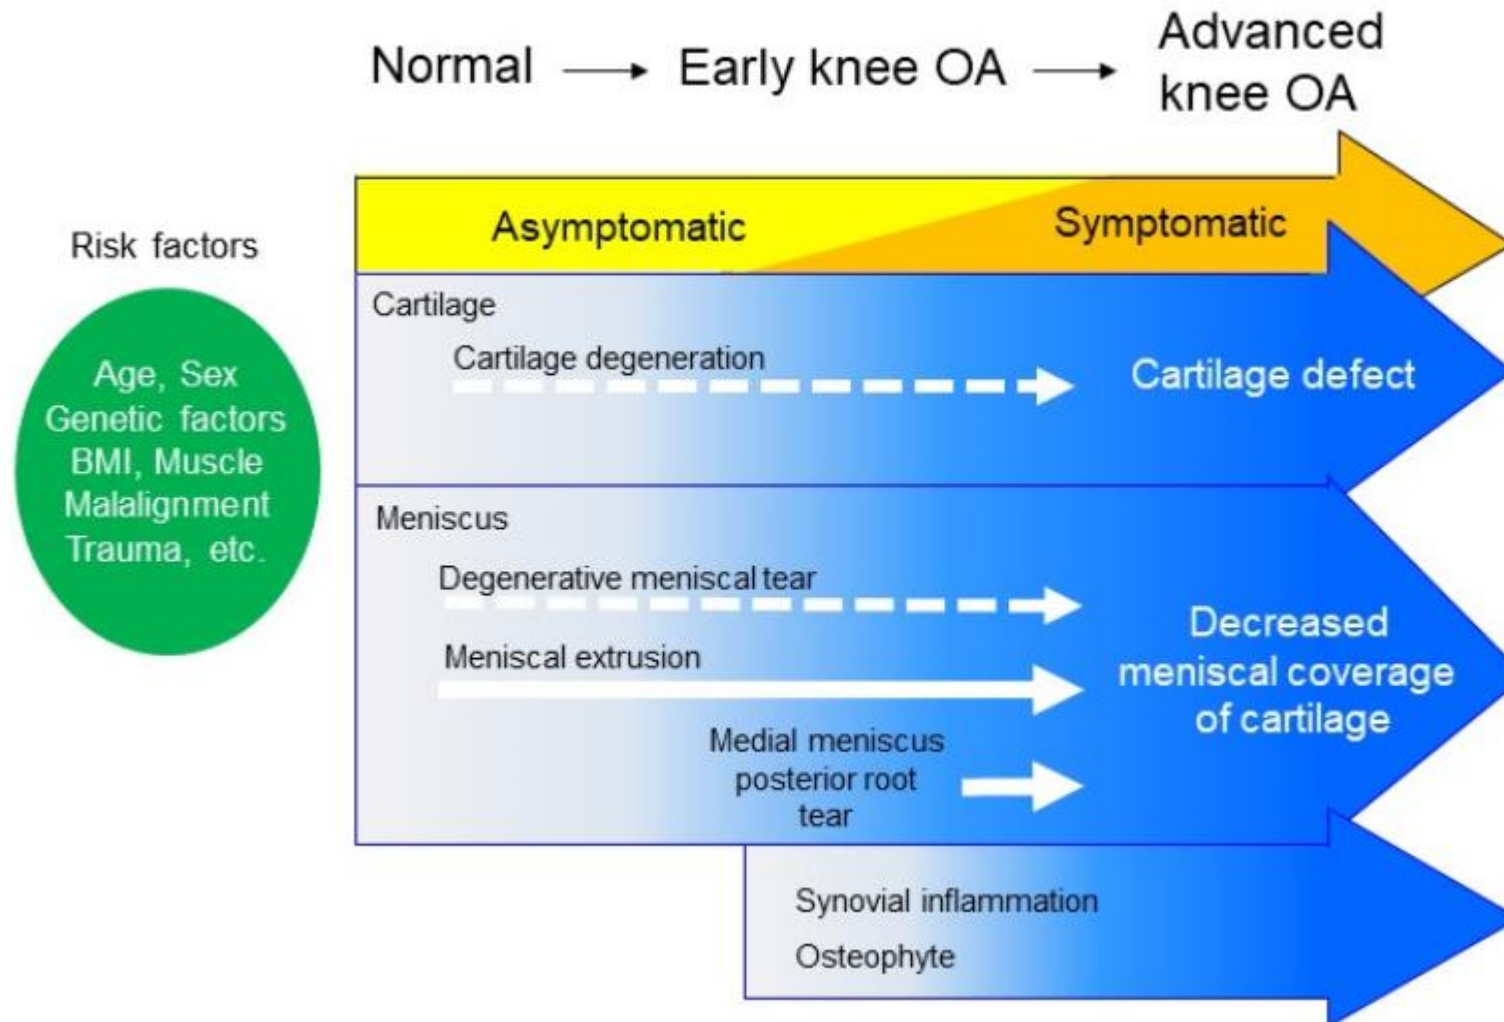 Normal → Early knee OA → Advanced
knee OA
Asymptomatic
Symptomatic
Risk factors
Age, Sex
Genetic factors
BMI, Muscle
Malalignment
Trauma, etc.
Cartilage
Cartilage degeneration
Cartilage defect
Meniscus
Degenerative meniscal tear
Meniscal extrusion
Medial meniscus
posterior root
tear
Decreased
meniscal coverage
of cartilage
Synovial inflammation
Osteophyte